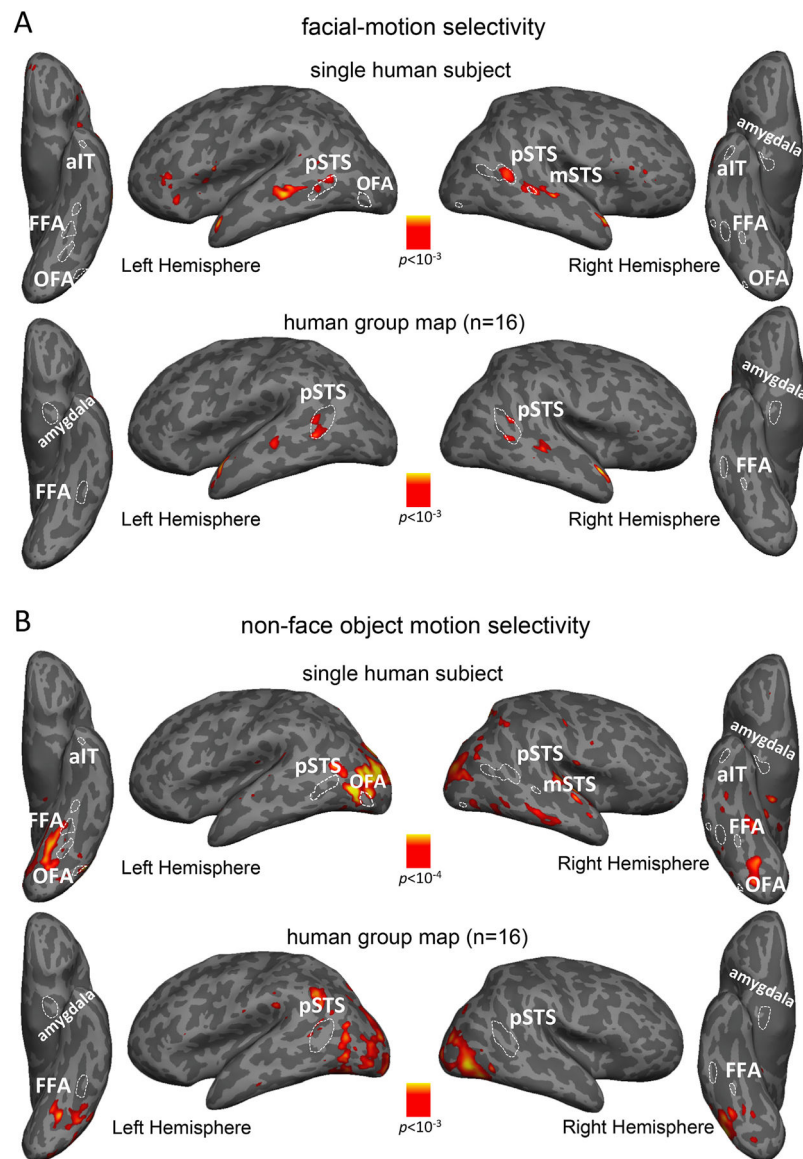 A
facial-motion selectivity
single human subject
aIT
FFA
OFA
pSTS
OFA
Left Hemisphere
p<10-3
pSTS
mSTS
Right Hemisphere
amygdala
aIT
FFA
OFA
human group map (n=16)
amygdala
FFA
pSTS
Left Hemisphere
p<10-3
pSTS
Right Hemisphere
amygdala
FFA
B
non-face object motion selectivity
single human subject
aIT
FFA
OFA
pSTS
OFA
Left Hemisphere
p<10-4
pSTS
mSTS
Right Hemisphere
amygdala
aIT
FFA
OFA
human group map (n=16)
amygdala
FFA
pSTS
Left Hemisphere
p<10-3
pSTS
Right Hemisphere
amygdala
FFA